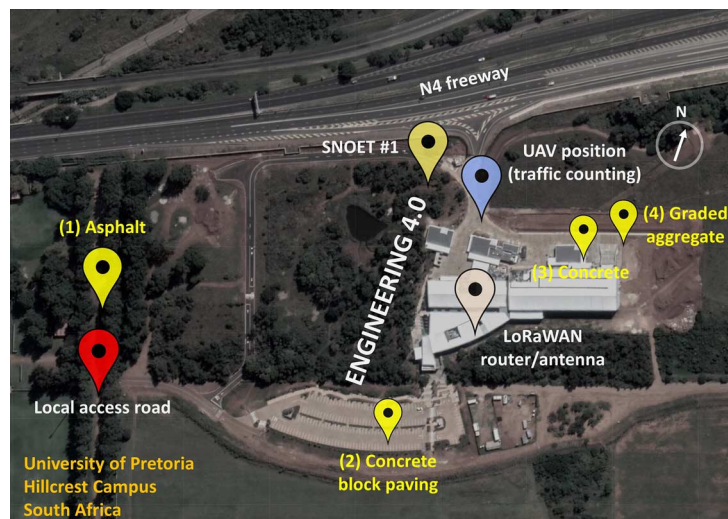 N4 freeway
SNOET #1
N
UAV position
(traffic counting)
(1) Asphalt
ENGINEERING 4.0
(4) Graded
aggregate
(3) Concrete
LoRaWAN
router/antenna
Local access road
(2) Concrete
block paving
University of Pretoria
Hillcrest Campus
South Africa